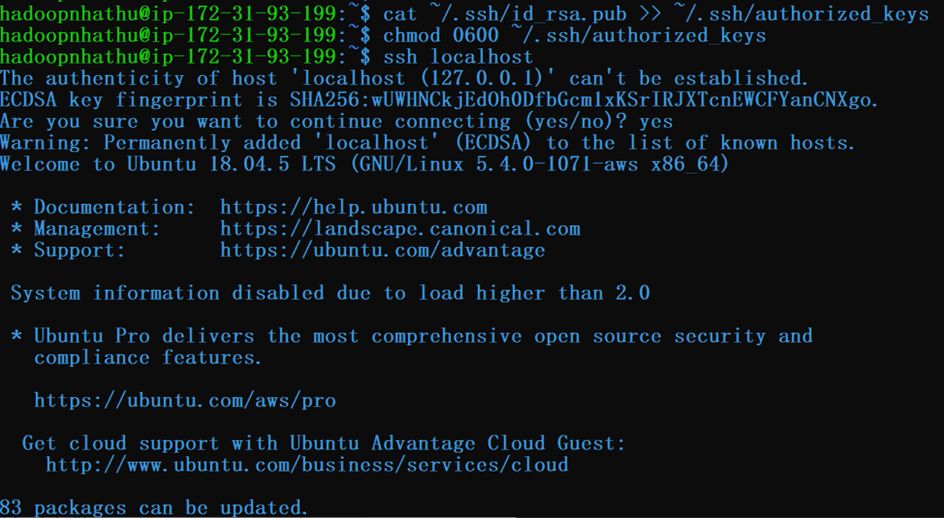 hadoopnhathu@ip-172-31-93-199:~$ cat ~/.ssh/id_rsa.pub >> ~/.ssh/authorized_keys
hadoopnhathu@ip-172-31-93-199:~$ chmod 0600 ~/.ssh/authorized_keys
hadoopnhathu@ip-172-31-93-199:~$ ssh localhost
The authenticity of host 'localhost (127.0.0.1)' can't be established.
ECDSA key fingerprint is SHA256:wUWHNCkjEdOhODfbGcm1xKSrIRJXTcnEWCFYanCNXgo.
Are you sure you want to continue connecting (yes/no)? yes
Warning: Permanently added 'localhost' (ECDSA) to the list of known hosts.
Welcome to Ubuntu 18.04.5 LTS (GNU/Linux 5.4.0-1071-aws x86_64)
* Documentation: https://help.ubuntu.com
* Management: https://landscape.canonical.com
* Support: https://ubuntu.com/advantage
System information disabled due to load higher than 2.0
* Ubuntu Pro delivers the most comprehensive open source security and
compliance features.
https://ubuntu.com/aws/pro
Get cloud support with Ubuntu Advantage Cloud Guest:
http://www.ubuntu.com/business/services/cloud
83 packages can be updated.